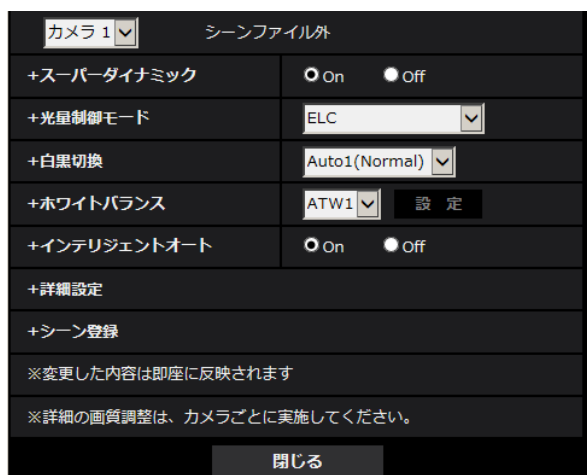 カメラ 1 シーンファイル外
+スーパーダイナミック On Off
+光量制御モード ELC
+白黒切換 Auto1(Normal)
+ホワイトバランス ATW1 設 定
+インテリジェントオート On Off
+詳細設定
+シーン登録
※変更した内容は即座に反映されます
※詳細の画質調整は、カメラごとに実施してください。
閉じる